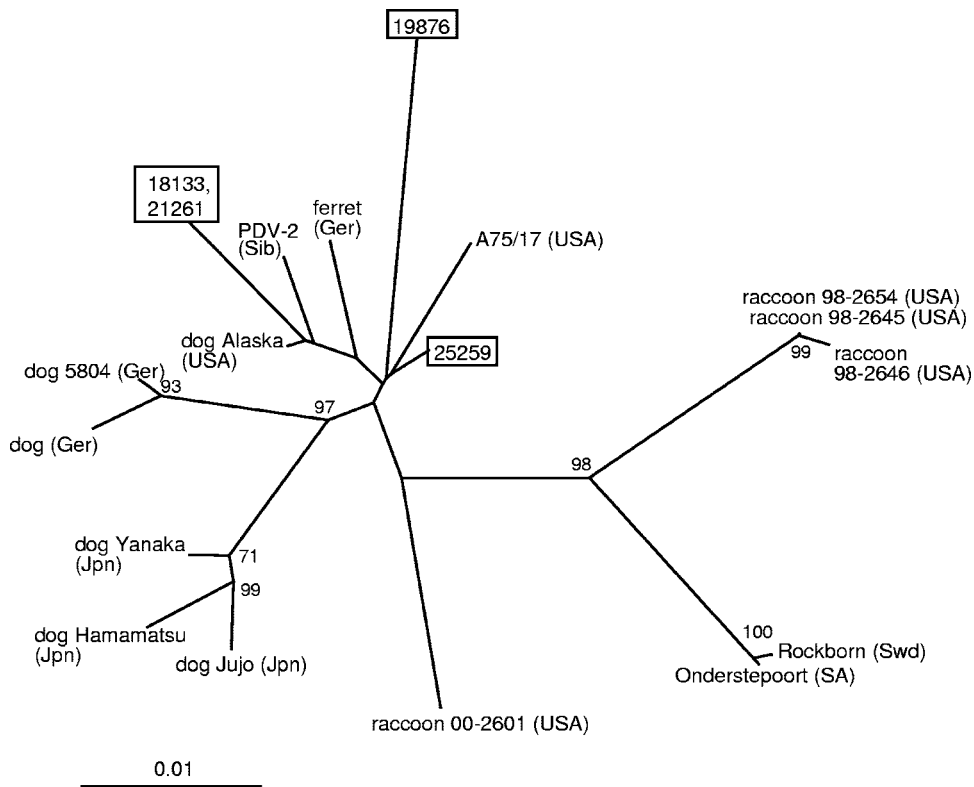 19876
18133,
21261
ferret
(Ger)
PDV-2
(Sib)
A75/17 (USA)
raccoon 98-2654 (USA)
raccoon 98-2645 (USA)
dog Alaska
(USA)
25259
99
raccoon
98-2646 (USA)
dog 5804 (Ger)
93
97
dog (Ger)
98
dog Yanaka
(Jpn)
71
99
dog Hamamatsu
(Jpn)
dog Jujo (Jpn)
100
Rockborn (Swd)
Onderstepoort (SA)
raccoon 00-2601 (USA)
0.01